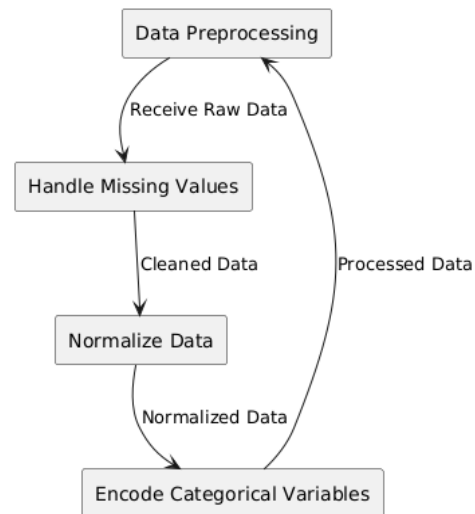 Data Preprocessing
Receive Raw Data
Handle Missing Values
Cleaned Data
Processed Data
Normalize Data
Normalized Data
Encode Categorical Variables